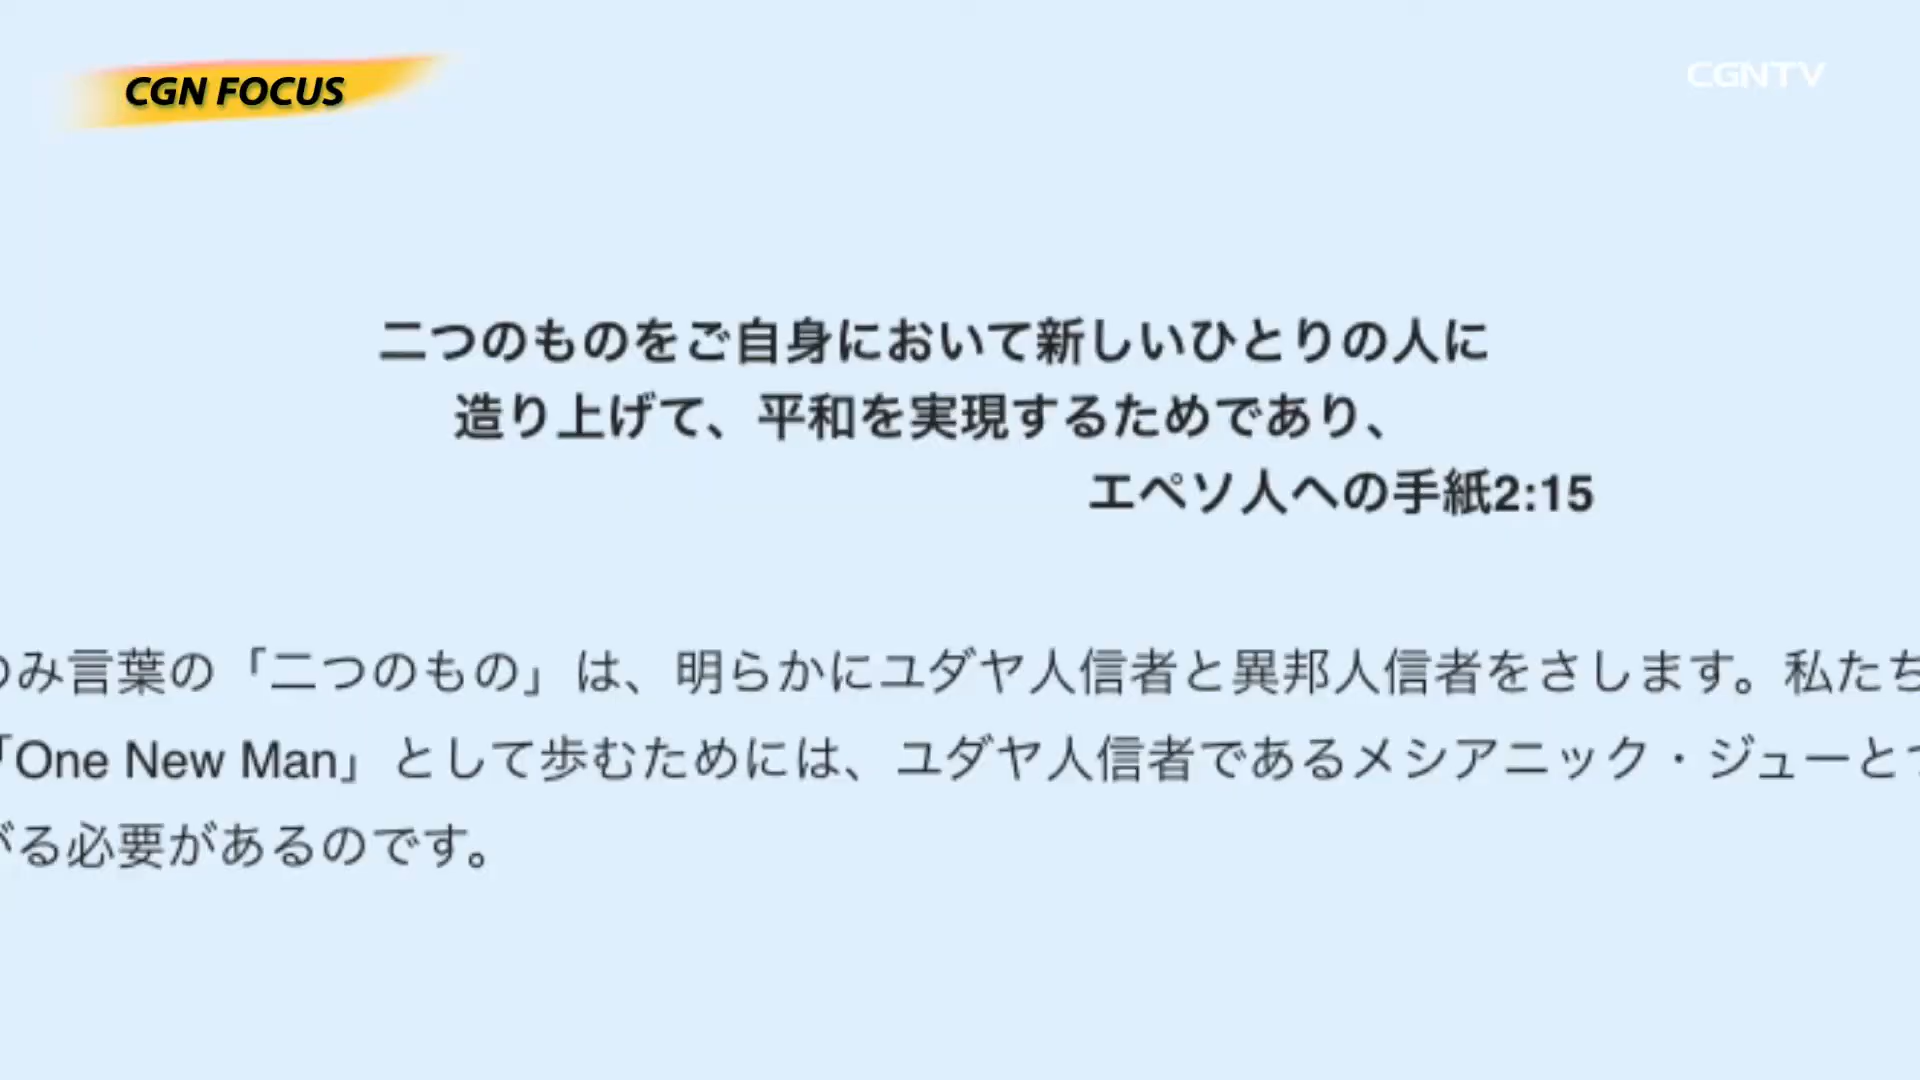 CGN FOCUS
CGNTV
二つのものをご自身において新しいひとりの人に
造り上げて、平和を実現するためであり、
エペソ人への手紙2:15
のみ言葉の「二つのもの」は、明らかにユダヤ人信者と異邦人信者をさします。私たち
「One New Man」として歩むためには、ユダヤ人信者であるメシアニック・ジューとつ
がる必要があるのです。